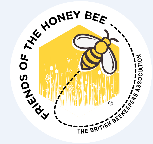 FRIENDS OF THE HONEY BEE
THE BRITISH BEEKEEPERS ASSOCIATION